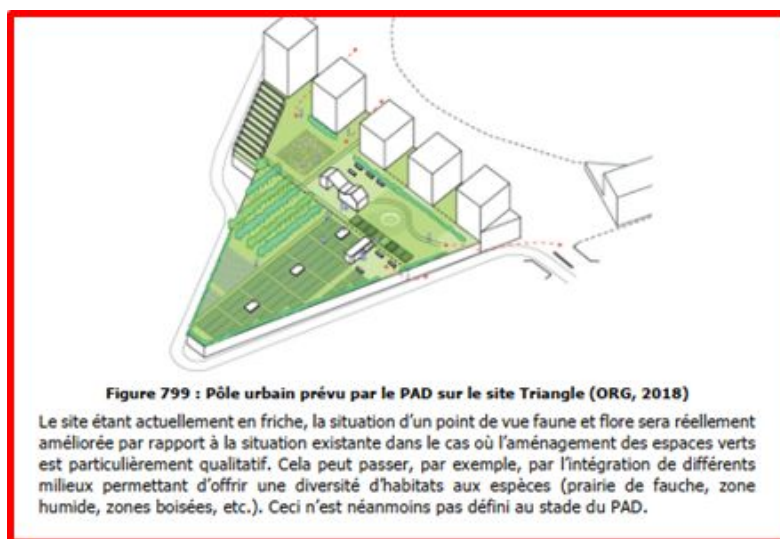 Figure 799 : Pôle urbain prévu par le PAD sur le site Triangle (ORG, 2018)
Le site étant actuellement en friche, la situation d'un point de vue faune et flore sera réellement
améliorée par rapport à la situation existante dans le cas où l'aménagement des espaces verts
est particulièrement qualitatif. Cela peut passer, par exemple, par l'intégration de différents
milieux permettant d'offrir une diversité d'habitats aux espèces (prairie de fauche, zone
humide, zones boisées, etc.). Ceci n'est néanmoins pas défini au stade du PAD.